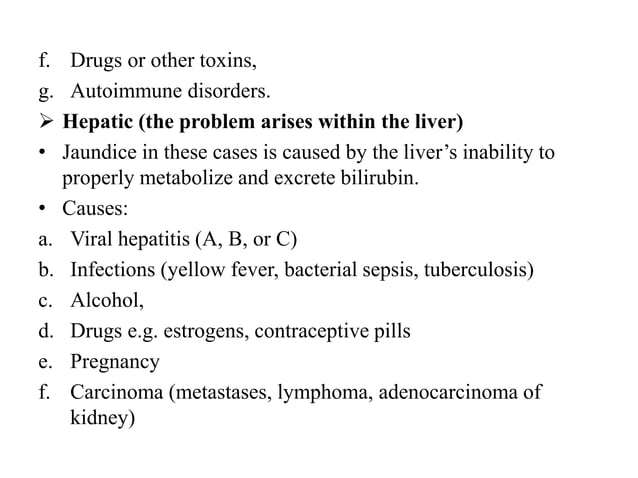 f. Drugs or other toxins,
g. Autoimmune disorders.
➢ Hepatic (the problem arises within the liver)
• Jaundice in these cases is caused by the liver’s inability to
properly metabolize and excrete bilirubin.
• Causes:
a. Viral hepatitis (A, B, or C)
b. Infections (yellow fever, bacterial sepsis, tuberculosis)
c. Alcohol,
d. Drugs e.g. estrogens, contraceptive pills
e. Pregnancy
f. Carcinoma (metastases, lymphoma, adenocarcinoma of
kidney)